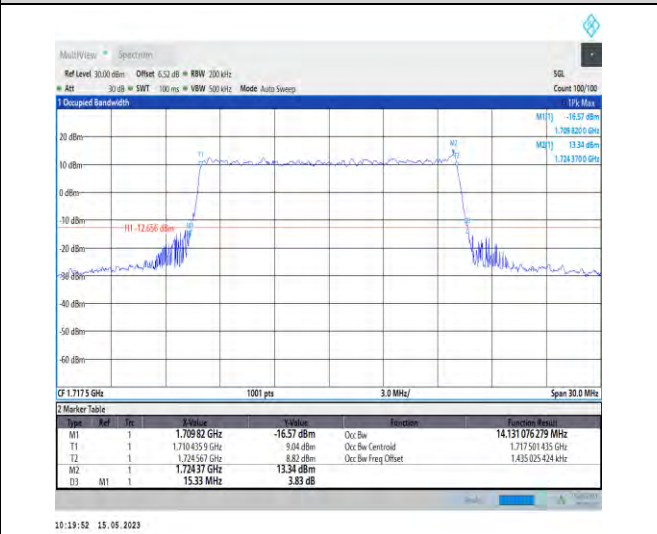 MultiView Spectrum
Ref Level 30.00 dBm Offset 6.52 dB RBW 200 kHz SGL
Att 30 dB SWT 100 ms VBW 500 kHz Mode Auto Sweep Count 100/100
1 Occupied Bandwidth 1Pk Max
M1[1] -16.57 dBm
1.709 820 0 GHz
M2[1] 13.34 dBm
1.724 370 0 GHz
20 dBm
M2
T1
T2
10 dBm
0 dBm
-10 dBm
H1 -12.656 dBm
-20 dBm
-30 dBm
-40 dBm
-50 dBm
-60 dBm
CF 1.717 5 GHz 1001 pts 3.0 MHz/ Span 30.0 MHz
2 Marker Table
Type Ref Trc X-Value Y-Value Function Function Result
M1 1 1.709 82 GHz -16.57 dBm Occ Bw 14.131 076 279 MHz
T1 1 1.710 435 9 GHz 9.04 dBm Occ Bw Centroid 1.717 501 435 GHz
T2 1 1.724 567 GHz 8.82 dBm Occ Bw Freq Offset 1.435 025 424 kHz
M2 1 1.724 37 GHz 13.34 dBm
D3 M1 1 15.33 MHz 3.83 dB
10:19:52 15.05.2023